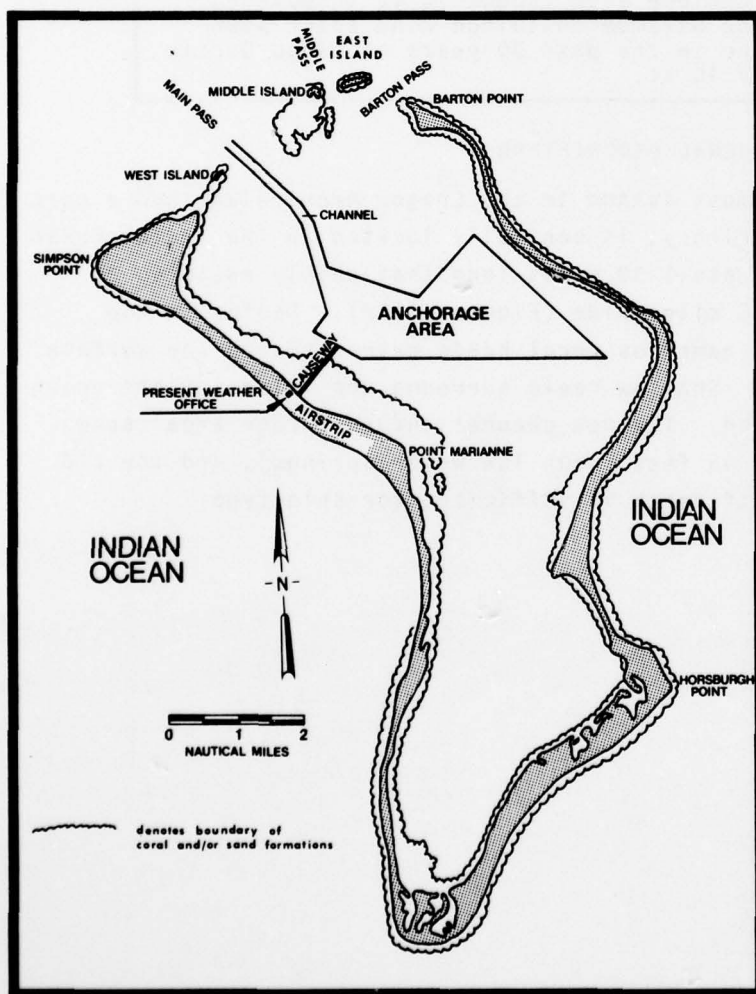 MIDDLE PASS
EAST ISLAND
MIDDLE ISLAND
MAIN PASS
BARTON PASS
BARTON POINT
WEST ISLAND
CHANNEL
SIMPSON
POINT
ANCHORAGE
AREA
CAUSEWAY
PRESENT WEATHER
OFFICE
AIRSTRIP
POINT MARIANNE
INDIAN
OCEAN
INDIAN
OCEAN
-N-
HORSBURGH
POINT
0 1 2
NAUTICAL MILES
denotes boundary of
coral and/or sand formations